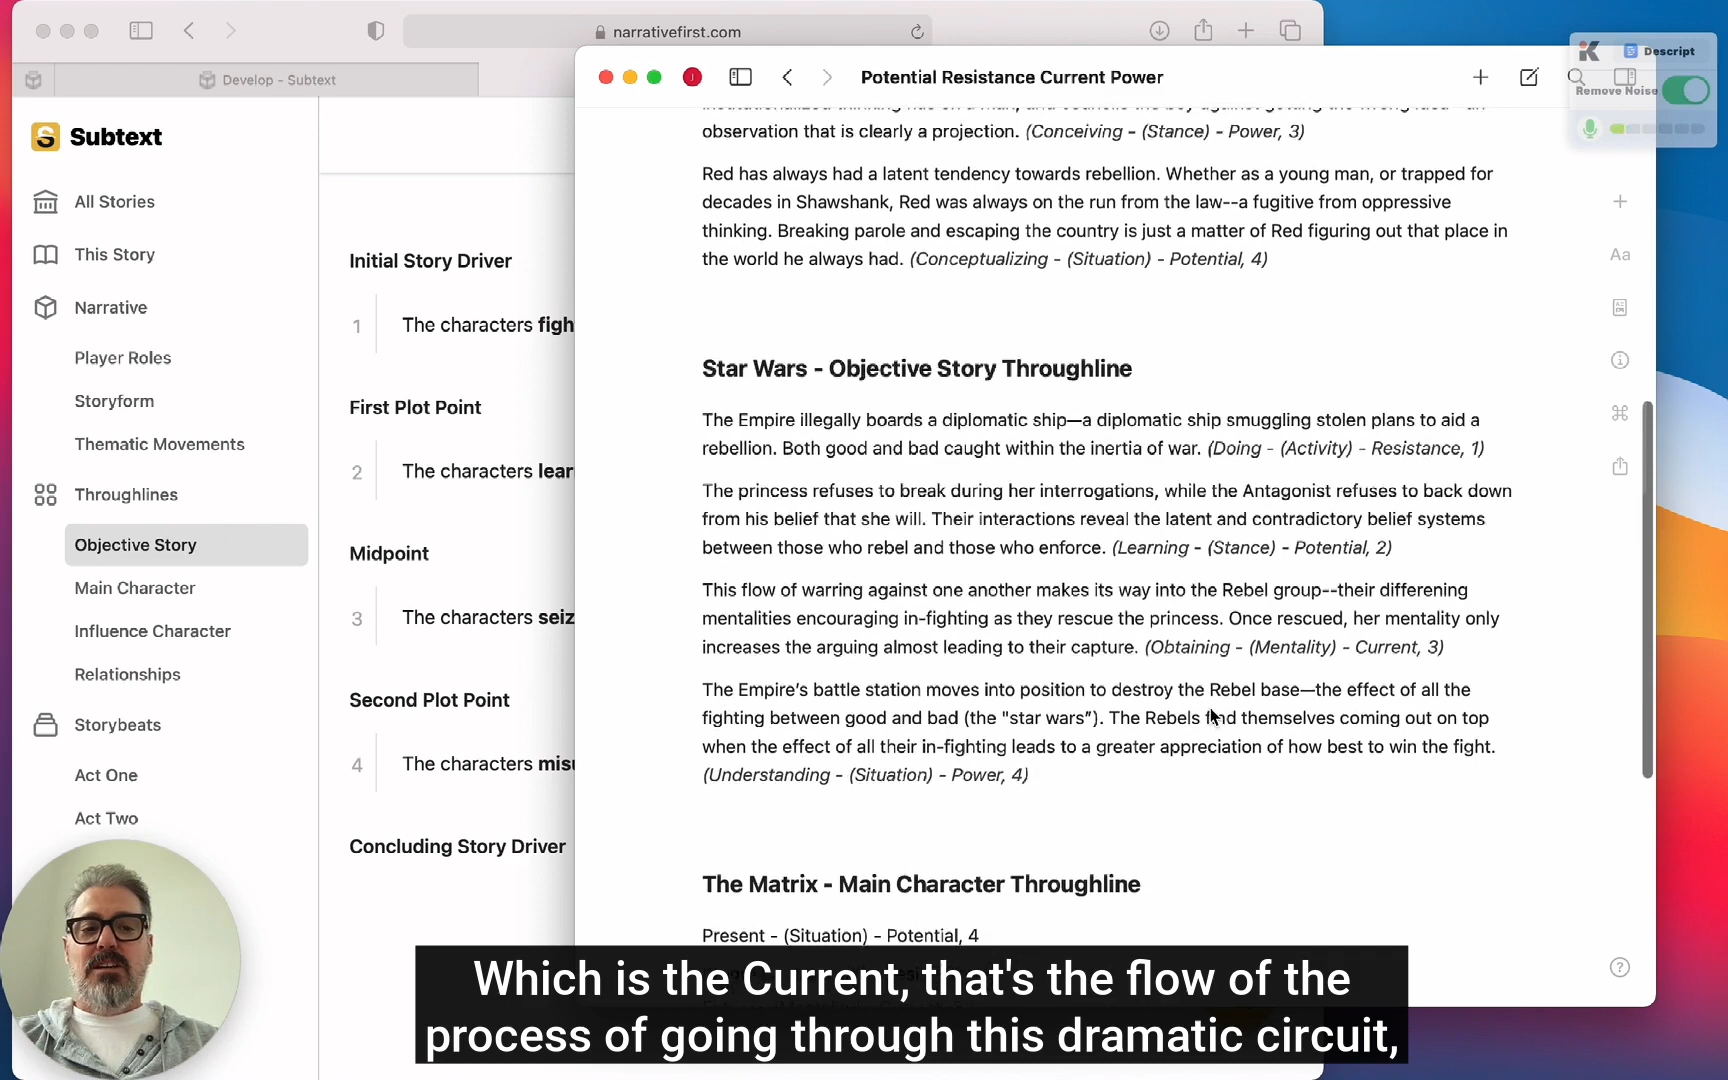 narrativefirst.com
Develop - Subtext
Descript
Remove Noise
Potential Resistance Current Power
Subtext
All Stories
This Story
Narrative
Player Roles
Storyform
Thematic Movements
Throughlines
Objective Story
Main Character
Influence Character
Relationships
Storybeats
Act One
Act Two
Initial Story Driver
1 The characters figh
First Plot Point
2 The characters lear
Midpoint
3 The characters seiz
Second Plot Point
4 The characters mis
Concluding Story Driver
observation that is clearly a projection. (Conceiving - (Stance) - Power, 3)
Red has always had a latent tendency towards rebellion. Whether as a young man, or trapped for
decades in Shawshank, Red was always on the run from the law--a fugitive from oppressive
thinking. Breaking parole and escaping the country is just a matter of Red figuring out that place in
the world he always had. (Conceptualizing - (Situation) - Potential, 4)
Star Wars - Objective Story Throughline
The Empire illegally boards a diplomatic ship—a diplomatic ship smuggling stolen plans to aid a
rebellion. Both good and bad caught within the inertia of war. (Doing - (Activity) - Resistance, 1)
The princess refuses to break during her interrogations, while the Antagonist refuses to back down
from his belief that she will. Their interactions reveal the latent and contradictory belief systems
between those who rebel and those who enforce. (Learning - (Stance) - Potential, 2)
This flow of warring against one another makes its way into the Rebel group--their differening
mentalities encouraging in-fighting as they rescue the princess. Once rescued, her mentality only
increases the arguing almost leading to their capture. (Obtaining - (Mentality) - Current, 3)
The Empire's battle station moves into position to destroy the Rebel base—the effect of all the
fighting between good and bad (the "star wars"). The Rebels find themselves coming out on top
when the effect of all their in-fighting leads to a greater appreciation of how best to win the fight.
(Understanding - (Situation) - Power, 4)
The Matrix - Main Character Throughline
Present - (Situation) - Potential, 4
Aa
Which is the Current, that's the flow of the
process of going through this dramatic circuit,